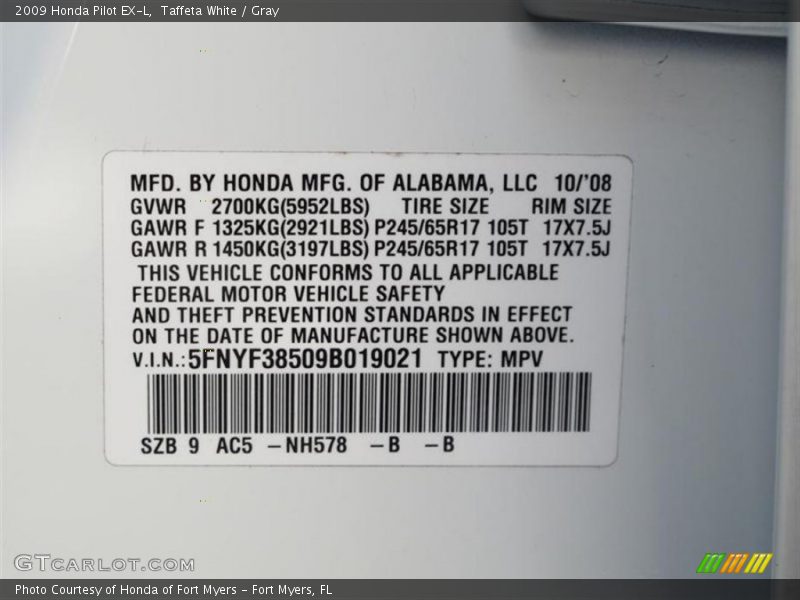 2009 Honda Pilot EX-L,  Taffeta White / Gray
MFD. BY HONDA MFG. OF ALABAMA, LLC 10/'08
GVWR 2700KG(5952LBS) TIRE SIZE RIM SIZE
GAWR F 1325KG(2921LBS) P245/65R17 105T 17X7.5J
GAWR R 1450KG(3197LBS) P245/65R17 105T 17X7.5J
THIS VEHICLE CONFORMS TO ALL APPLICABLE
FEDERAL MOTOR VEHICLE SAFETY
AND THEFT PREVENTION STANDARDS IN EFFECT
ON THE DATE OF MANUFACTURE SHOWN ABOVE.
V.I.N.:5FNYF38509B019021 TYPE: MPV
SZB 9 AC5 –NH578 –B –B
GTCARLOT.COM
Photo Courtesy of Honda of Fort Myers – Fort Myers, FL